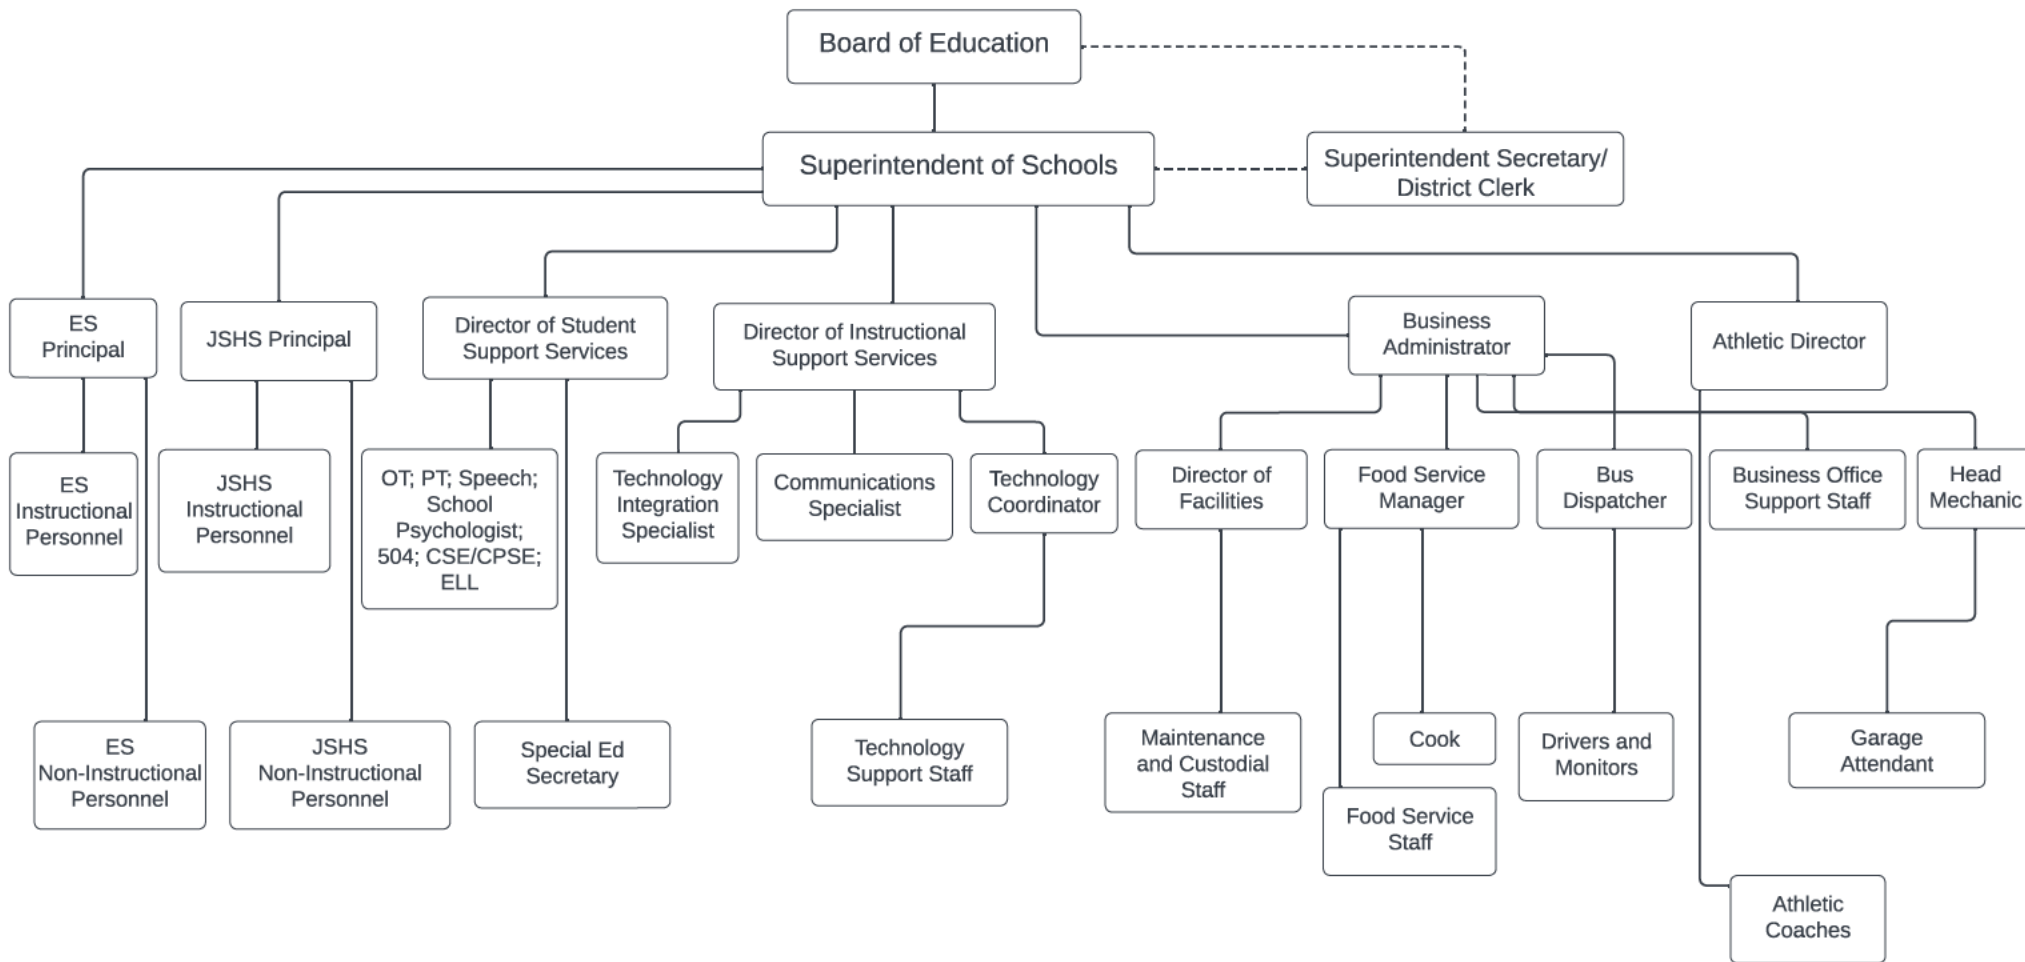 Board of Education
Superintendent of Schools
Superintendent Secretary/
District Clerk
ES
Principal
JSHS Principal
Director of Student
Support Services
Director of Instructional
Support Services
Business
Administrator
Athletic Director
ES
Instructional
Personnel
JSHS
Instructional
Personnel
OT; PT; Speech;
School
Psychologist;
504; CSE/CPSE;
ELL
Technology
Integration
Specialist
Communications
Specialist
Technology
Coordinator
Director of
Facilities
Food Service
Manager
Bus
Dispatcher
Business Office
Support Staff
Head
Mechanic
ES
Non-Instructional
Personnel
JSHS
Non-Instructional
Personnel
Special Ed
Secretary
Technology
Support Staff
Maintenance
and Custodial
Staff
Cook
Food Service
Staff
Drivers and
Monitors
Garage
Attendant
Athletic
Coaches